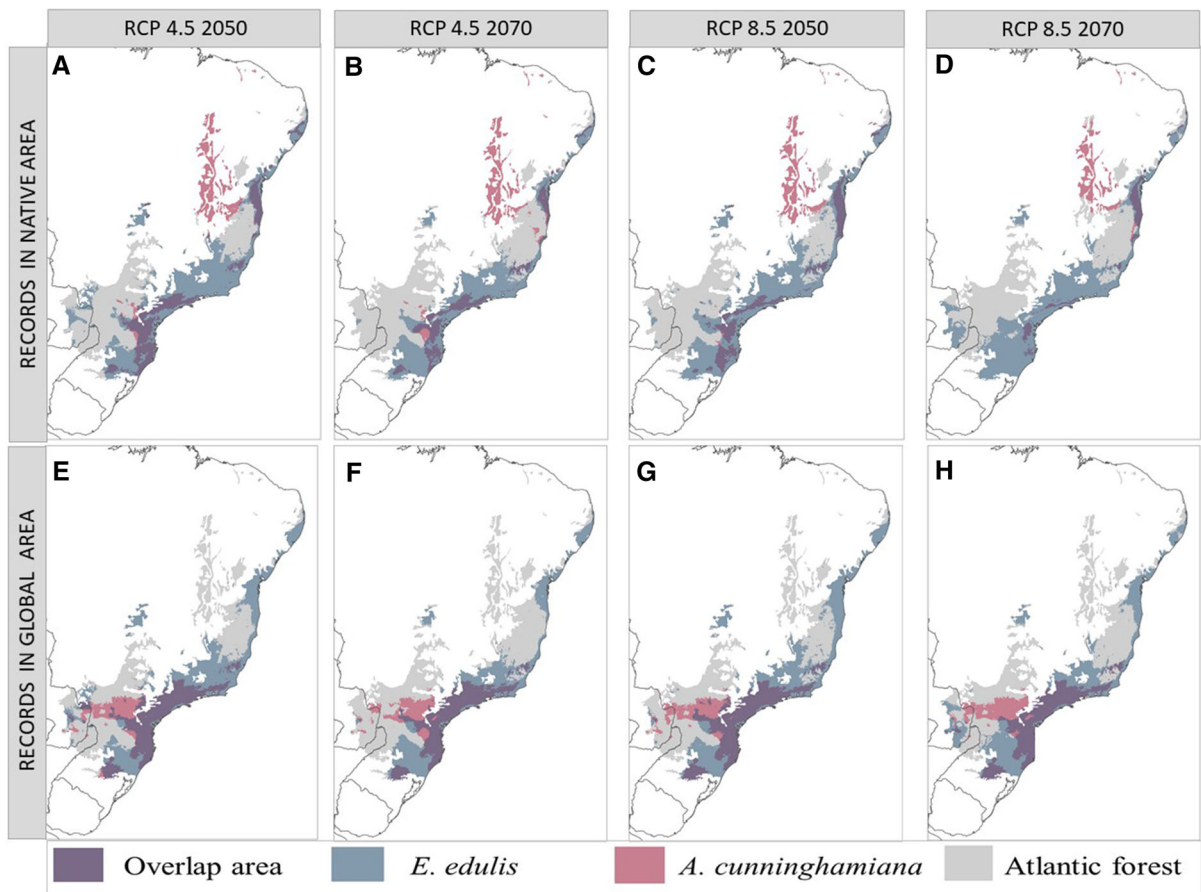 RCP 4.5 2050
RCP 4.5 2070
RCP 8.5 2050
RCP 8.5 2070
RECORDS IN NATIVE AREA
A
B
C
D
RECORDS IN GLOBAL AREA
E
F
G
H
Overlap area
E. edulis
A. cunninghamiana
Atlantic forest